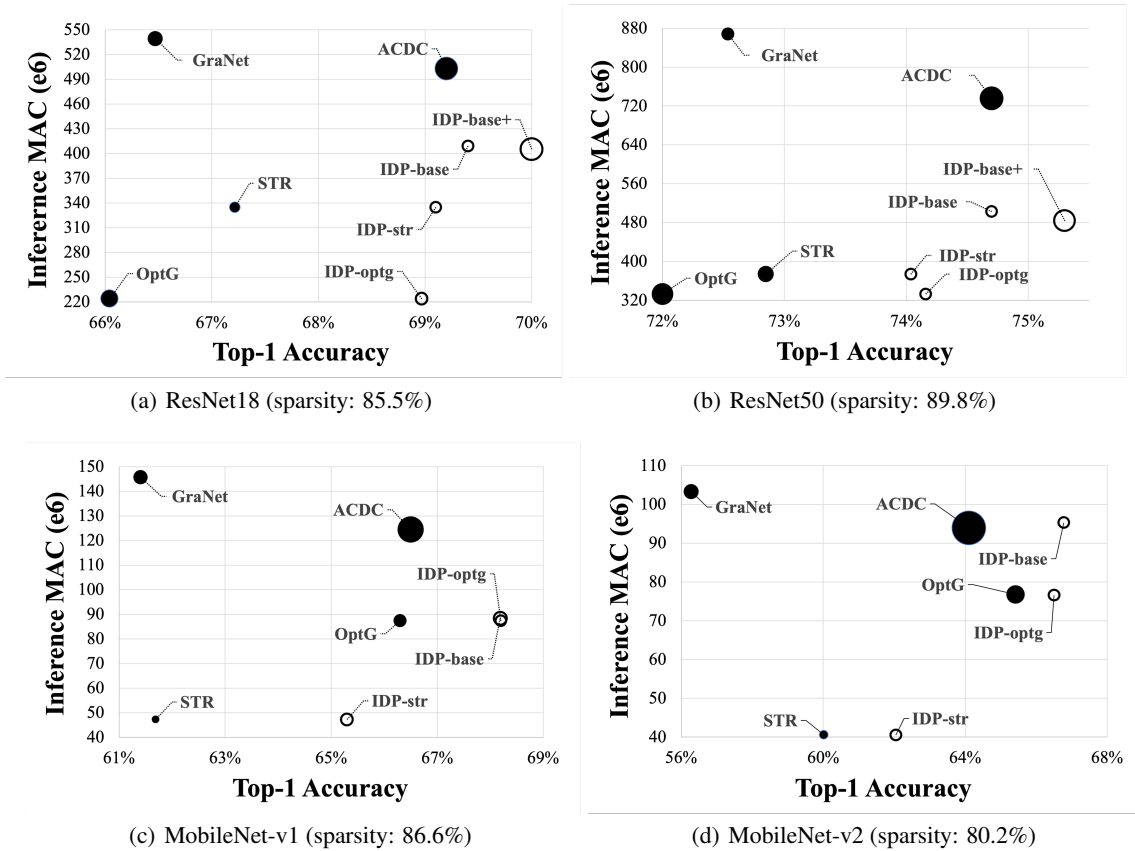 Inferernce MAC (e6)
550
520
490
460
430
400
370
340
310
280
250
220
GraNet
ACDC
IDP-base+
IDP-base
STR
IDP-str
IDP-optg
OptG
66%
67%
68%
69%
70%
Top-1 Accuracy
(a) ResNet18 (sparsity: 85.5%)
Inference MAC (e6)
880
800
720
640
560
480
400
320
GraNet
ACDC
IDP-base+
IDP-base
STR
IDP-str
IDP-optg
OptG
72%
73%
74%
75%
Top-1 Accuracy
(b) ResNet50 (sparsity: 89.8%)
Inference MAC (e6)
150
140
130
120
110
100
90
80
70
60
50
40
GraNet
ACDC
IDP-optg
OptG
IDP-base
STR
IDP-str
61%
63%
65%
67%
69%
Top-1 Accuracy
(c) MobileNet-v1 (sparsity: 86.6%)
Inference MAC (e6)
110
100
90
80
70
60
50
40
GraNet
ACDC
IDP-base
OptG
IDP-optg
STR
IDP-str
56%
60%
64%
68%
Top-1 Accuracy
(d) MobileNet-v2 (sparsity: 80.2%)